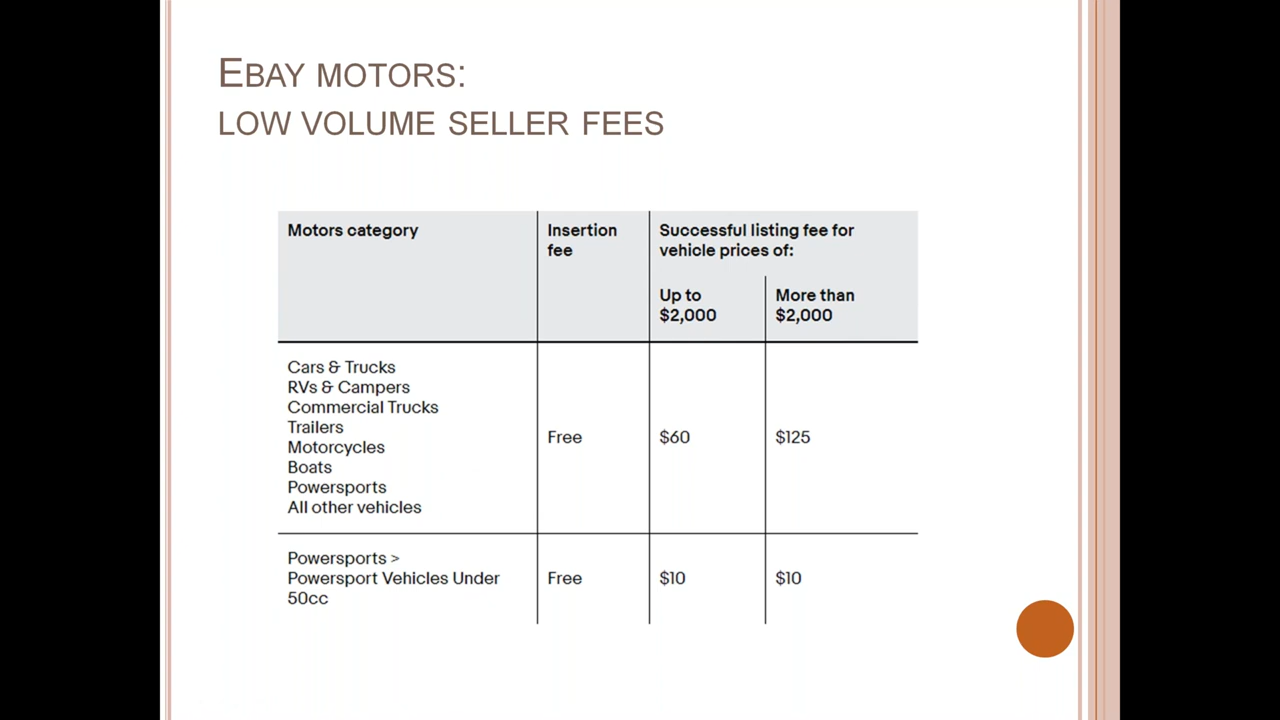 EBAY MOTORS:
LOW VOLUME SELLER FEES
Motors category
Insertion
fee
Successful listing fee for
vehicle prices of:
Up to
$2,000
More than
$2,000
Cars & Trucks
RVs & Campers
Commercial Trucks
Trailers
Motorcycles
Boats
Powersports
All other vehicles
Free
$60
$125
Powersports >
Powersport Vehicles Under
50cc
Free
$10
$10